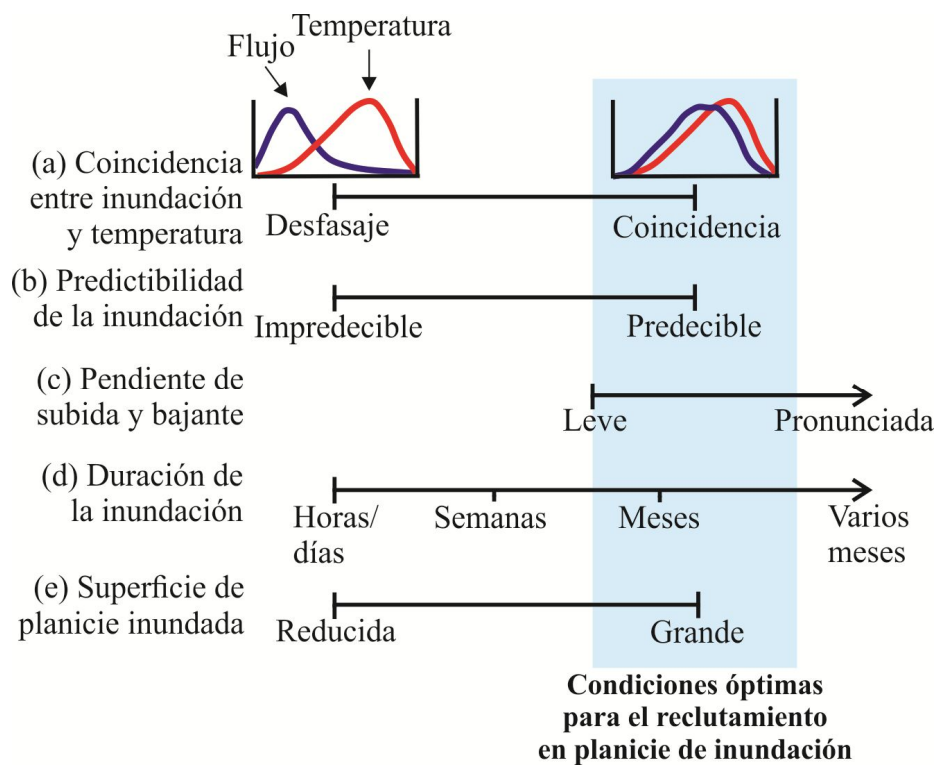 Flujo
Temperatura
(a) Coincidencia
entre inundación
y temperatura
Desfasaje
Coincidencia
(b) Predictibilidad
de la inundación
Impredecible
Predecible
(c) Pendiente de
subida y bajante
Leve
Pronunciada
(d) Duración de
la inundación
Horas/
días
Semanas
Meses
Varios
meses
(e) Superficie de
planicie inundada
Reducida
Grande
Condiciones óptimas
para el reclutamiento
en planicie de inundación